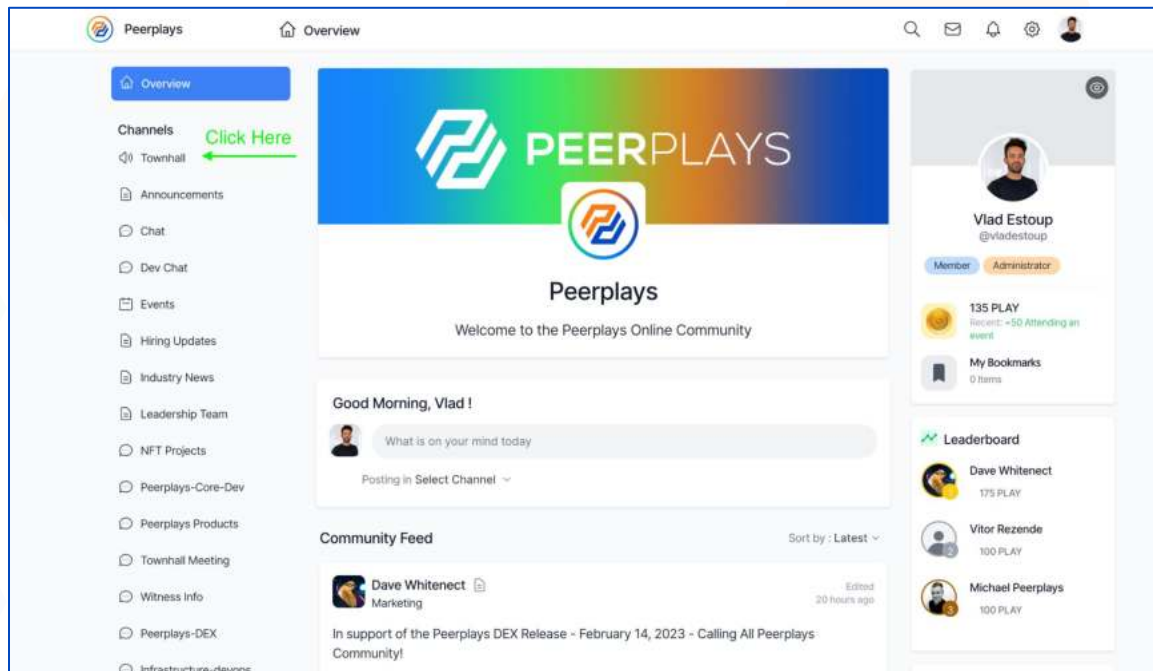 Peerplays
Overview
Overview
Channels
Click Here
Townhall
Announcements
Chat
Dev Chat
Events
Hiring Updates
Industry News
Leadership Team
NFT Projects
Peerplays-Core-Dev
Peerplays Products
Townhall Meeting
Witness Info
Peerplays-DEX
Infrastructure-devops
PEERPLAYS
Peerplays
Welcome to the Peerplays Online Community
Good Morning, Vlad !
What is on your mind today
Posting in Select Channel
Community Feed
Sort by : Latest
Dave Whitenect
Marketing
Edited
20 hours ago
In support of the Peerplays DEX Release - February 14, 2023 - Calling All Peerplays
Community!
Vlad Estoup
@vladestoup
Member Administrator
135 PLAY
Recent: +50 Attending an
event
My Bookmarks
0 Items
Leaderboard
Dave Whitenect
175 PLAY
Vitor Rezende
2
100 PLAY
Michael Peerplays
3
100 PLAY